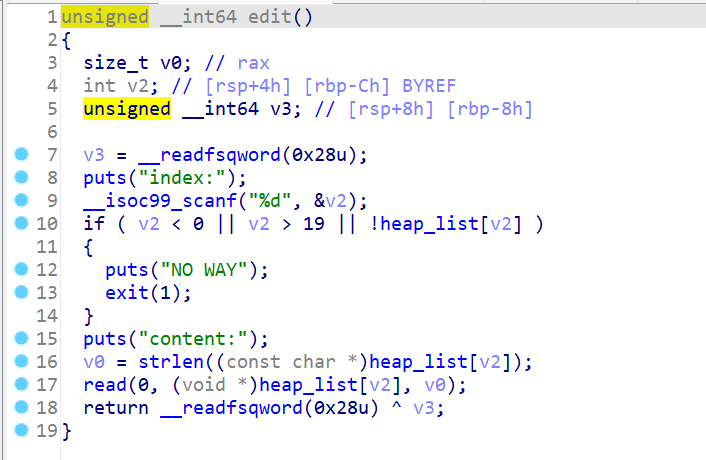 1 unsigned __int64 edit()
2 {
3 size_t v0; // rax
4 int v2; // [rsp+4h] [rbp-Ch] BYREF
5 unsigned __int64 v3; // [rsp+8h] [rbp-8h]
6
7 v3 = __readfsqword(0x28u);
8 puts("index:");
9 __isoc99_scanf("%d", &v2);
10 if ( v2 < 0 || v2 > 19 || !heap_list[v2] )
11 {
12 puts("NO WAY");
13 exit(1);
14 }
15 puts("content:");
16 v0 = strlen((const char *)heap_list[v2]);
17 read(0, (void *)heap_list[v2], v0);
18 return __readfsqword(0x28u) ^ v3;
19 }